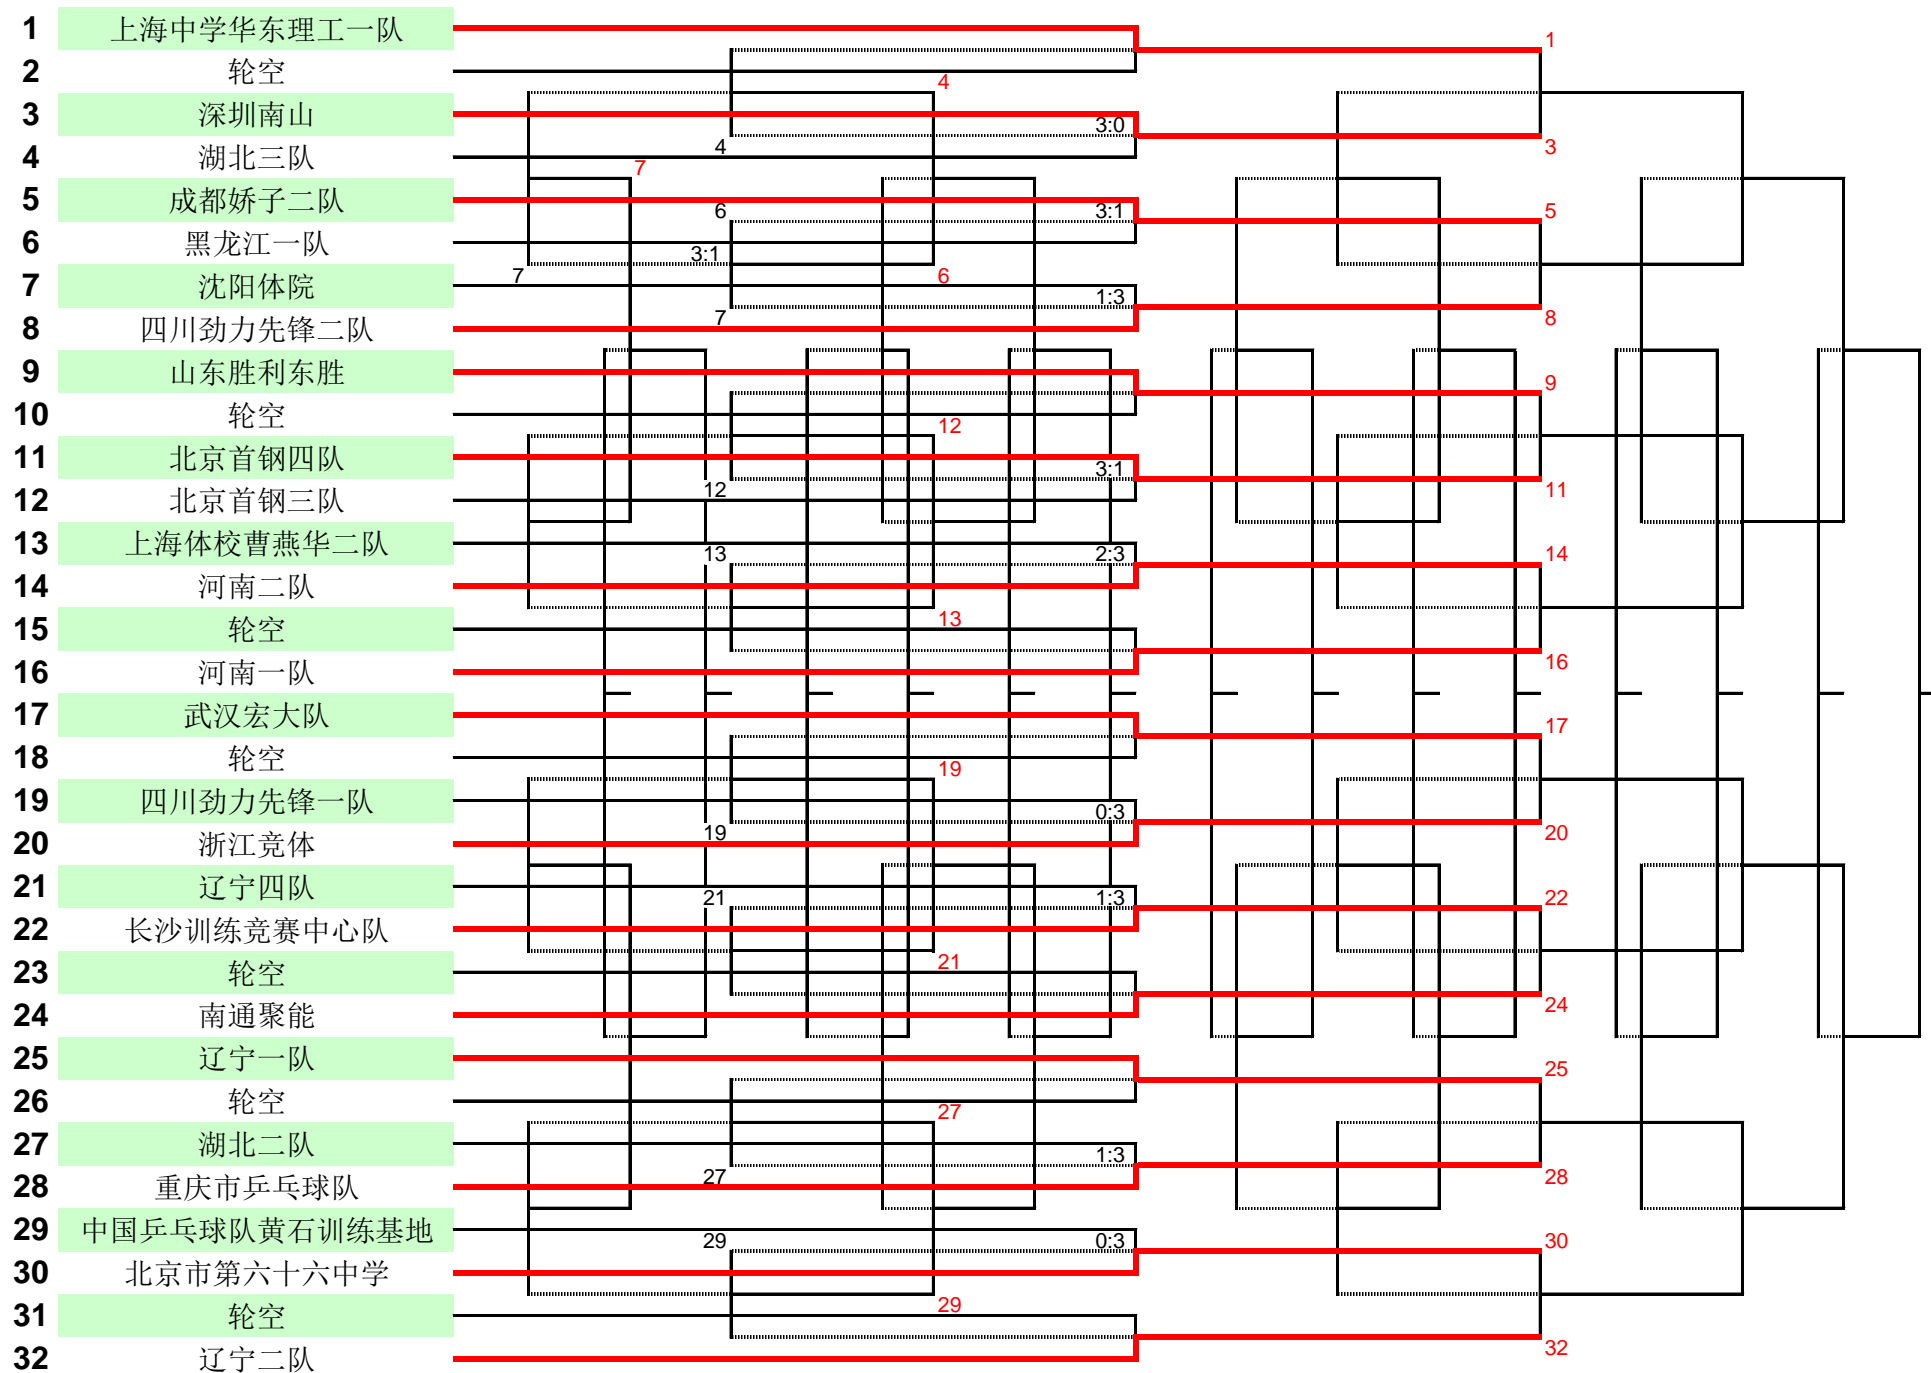 1 上海中学华东理工一队
1
2 轮空
4
3 深圳南山
3:0
4 湖北三队
4
3
7
5 成都娇子二队
6
3:1
5
6 黑龙江一队
3:1
7 沈阳体院
7
6
1:3
8 四川劲力先锋二队
7
8
9 山东胜利东胜
9
10 轮空
12
11 北京首钢四队
3:1
12 北京首钢三队
12
11
13 上海体校曹燕华二队
13
2:3
14
14 河南二队
15 轮空
13
16 河南一队
16
17 武汉宏大队
17
18 轮空
19
19 四川劲力先锋一队
0:3
20 浙江竞体
19
20
21 辽宁四队
21
1:3
22
22 长沙训练竞赛中心队
23 轮空
21
24 南通聚能
24
25 辽宁一队
25
26 轮空
27
27 湖北二队
1:3
28 重庆市乒乓球队
27
28
29 中国乒乓球队黄石训练基地
29
0:3
30
30 北京市第六十六中学
31 轮空
29
32 辽宁二队
32